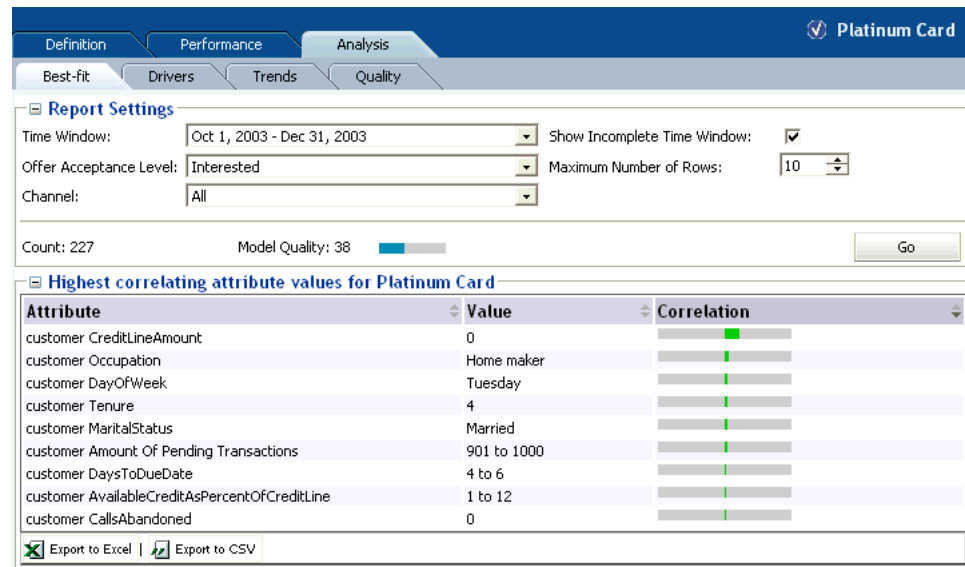 Platinum Card
Definition Performance Analysis
Best-fit Drivers Trends Quality
Report Settings
Time Window: Oct 1, 2003 - Dec 31, 2003 Show Incomplete Time Window:
Offer Acceptance Level: Interested Maximum Number of Rows: 10
Channel: All
Count: 227 Model Quality: 38 Go
Highest correlating attribute values for Platinum Card
Attribute Value Correlation
customer CreditLineAmount 0
customer Occupation Home maker
customer DayOfWeek Tuesday
customer Tenure 4
customer MaritalStatus Married
customer Amount Of Pending Transactions 901 to 1000
customer DaysToDueDate 4 to 6
customer AvailableCreditAsPercentOfCreditLine 1 to 12
customer CallsAbandoned 0
Export to Excel | Export to CSV